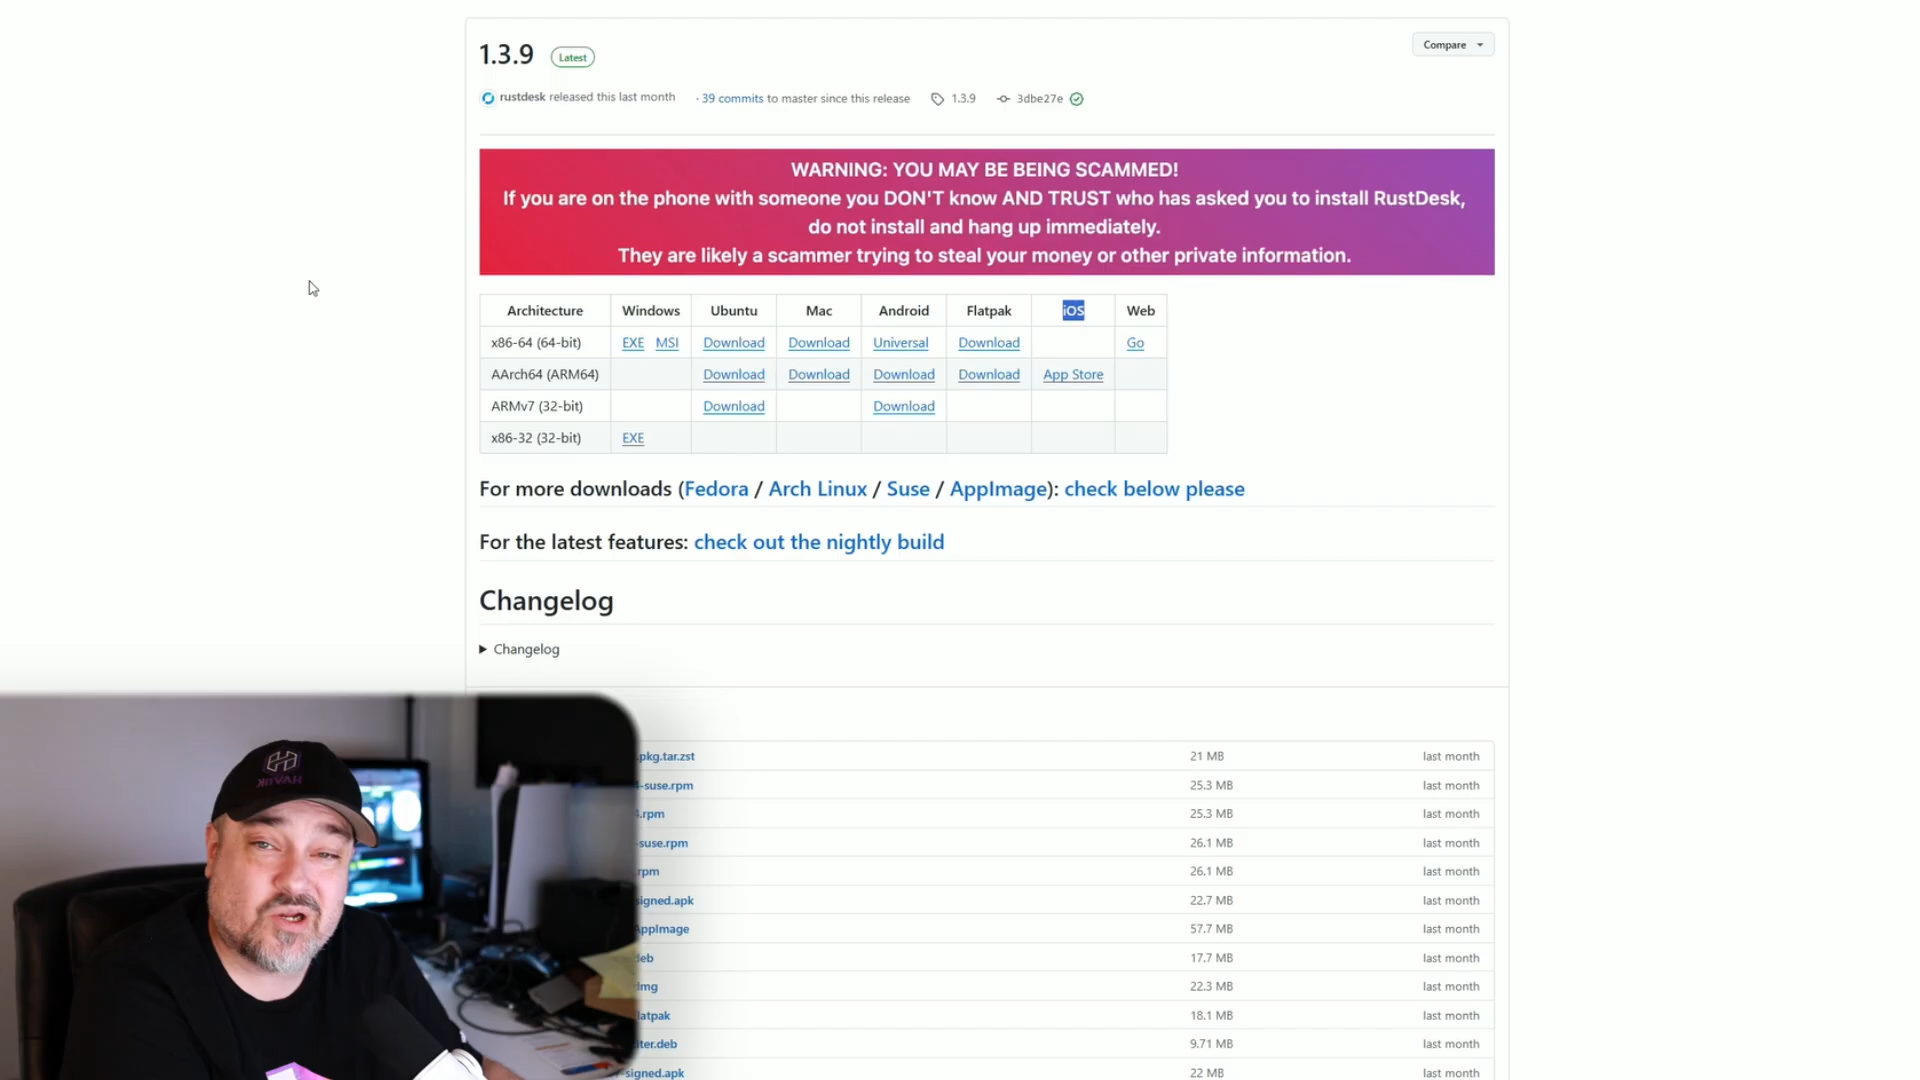 1.3.9 Latest
Compare
rustdesk released this last month · 39 commits to master since this release 1.3.9 3dbe27e
WARNING: YOU MAY BE BEING SCAMMED!
If you are on the phone with someone you DON'T know AND TRUST who has asked you to install RustDesk,
do not install and hang up immediately.
They are likely a scammer trying to steal your money or other private information.
Architecture Windows Ubuntu Mac Android Flatpak iOS Web
x86-64 (64-bit) EXE MSI Download Download Universal Download Go
AArch64 (ARM64) Download Download Download Download App Store
ARMv7 (32-bit) Download Download
x86-32 (32-bit) EXE
For more downloads (Fedora / Arch Linux / Suse / AppImage): check below please
For the latest features: check out the nightly build
Changelog
Changelog
.pkg.tar.zst 21 MB last month
-suse.rpm 25.3 MB last month
.rpm 25.3 MB last month
-suse.rpm 26.1 MB last month
rpm 26.1 MB last month
signed.apk 22.7 MB last month
AppImage 57.7 MB last month
deb 17.7 MB last month
dmg 22.3 MB last month
latpak 18.1 MB last month
iter.deb 9.71 MB last month
-signed.apk 22 MB last month